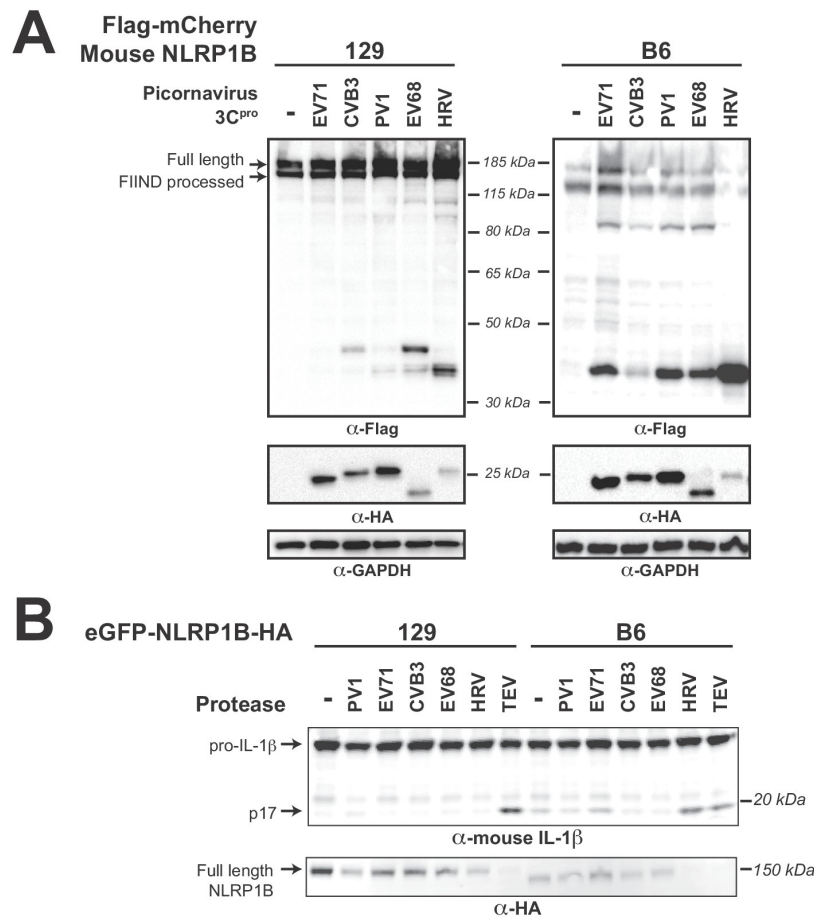 A
Flag-mCherry
Mouse NLRP1B
129
B6
Picornavirus
3Cpro
- EV71 CVB3 PV1 EV68 HRV
- EV71 CVB3 PV1 EV68 HRV
Full length
FIIND processed
185 kDa
115 kDa
80 kDa
65 kDa
50 kDa
30 kDa
α-Flag
α-Flag
25 kDa
α-HA
α-HA
α-GAPDH
α-GAPDH
B
eGFP-NLRP1B-HA
129
B6
Protease
- PV1 EV71 CVB3 EV68 HRV TEV - PV1 EV71 CVB3 EV68 HRV TEV
pro-IL-1β
p17
20 kDa
α-mouse IL-1β
Full length
NLRP1B
150 kDa
α-HA